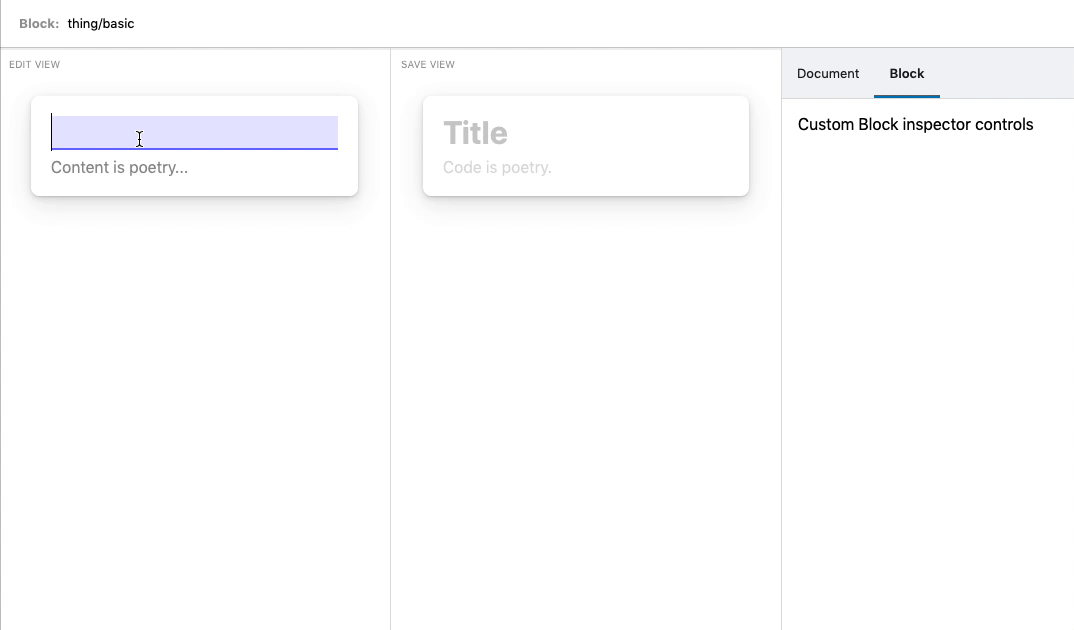 Block: thing/basic
EDIT VIEW
Content is poetry...
SAVE VIEW
Title
Code is poetry.
Document Block
Custom Block inspector controls